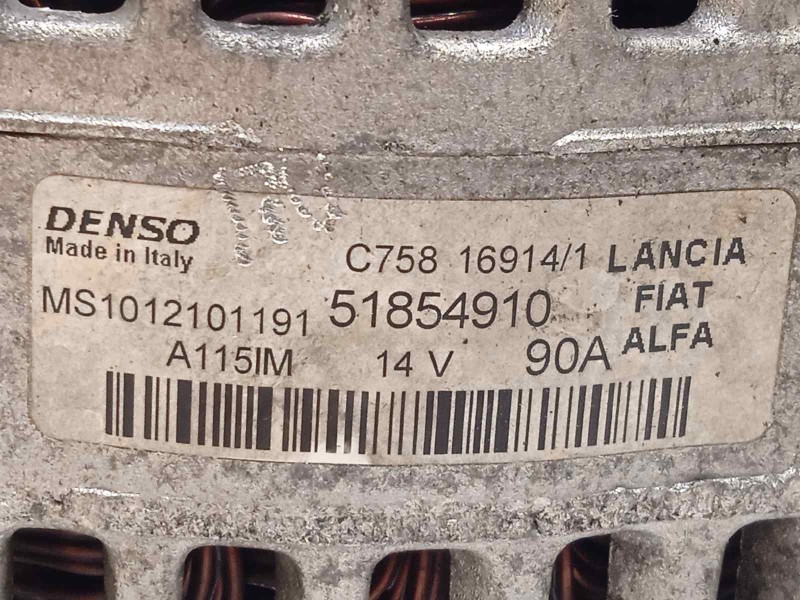 DENSO
Made in Italy
C758 16914/1 LANCIA
MS1012101191 51854910 FIAT
A115IM 14 V 90A ALFA